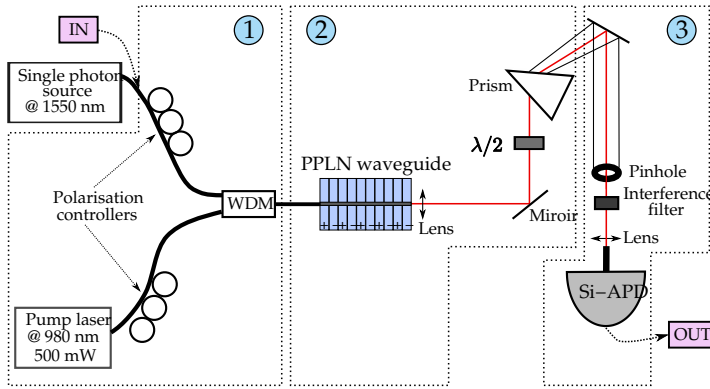 IN
1
2
3
Single photon
source
@ 1550 nm
Prism
λ/2
Pinhole
Interference
filter
PPLN waveguide
Polarisation
controllers
WDM
Lens
Miroir
Lens
Si-APD
Pump laser
@ 980 nm
500 mW
OUT